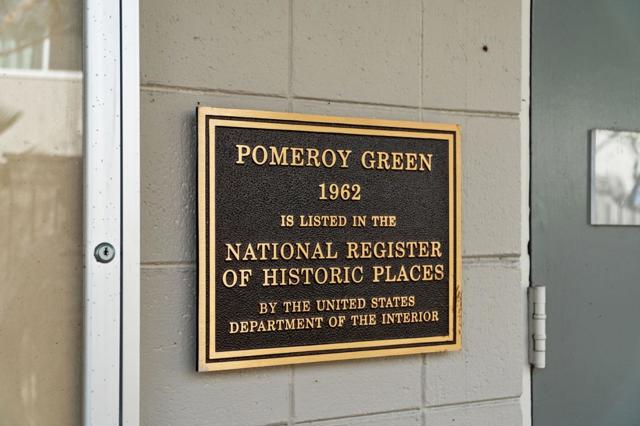 POMEROY GREEN
1962
IS LISTED IN THE
NATIONAL REGISTER
OF HISTORIC PLACES
BY THE UNITED STATES
DEPARTMENT OF THE INTERIOR